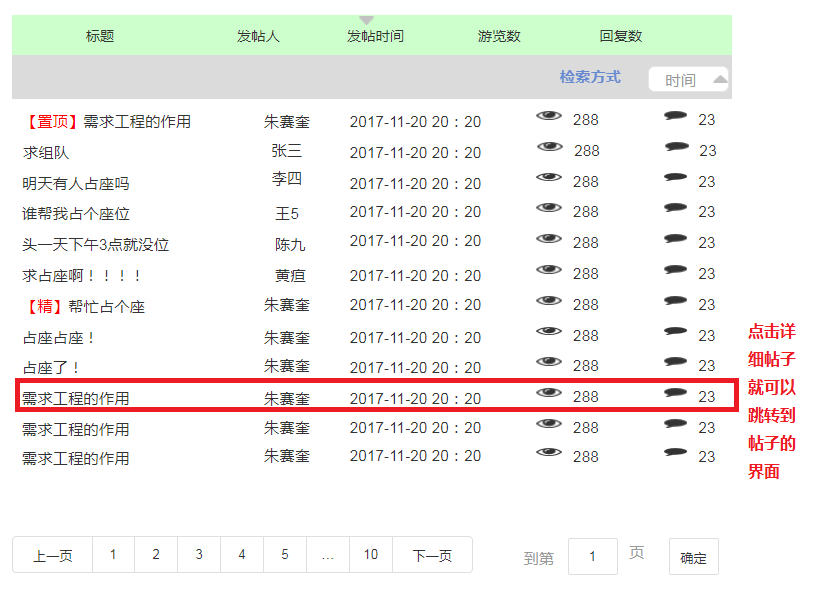 标题 发帖人 发帖时间 游览数 回复数
检索方式 时间
【置顶】需求工程的作用 朱赛奎 2017-11-20 20：20 288 23
求组队 张三 2017-11-20 20：20 288 23
明天有人占座吗 李四 2017-11-20 20：20 288 23
谁帮我占个座位 王5 2017-11-20 20：20 288 23
头一天下午3点就没位 陈九 2017-11-20 20：20 288 23
求占座啊！！！！ 黄疸 2017-11-20 20：20 288 23
【精】帮忙占个座 朱赛奎 2017-11-20 20：20 288 23
占座占座！ 朱赛奎 2017-11-20 20：20 288 23
占座了！ 朱赛奎 2017-11-20 20：20 288 23
需求工程的作用 朱赛奎 2017-11-20 20：20 288 23
需求工程的作用 朱赛奎 2017-11-20 20：20 288 23
需求工程的作用 朱赛奎 2017-11-20 20：20 288 23
点击详
细帖子
就可以
跳转到
帖子的
界面
上一页 1 2 3 4 5 … 10 下一页 到第 1 页 确定